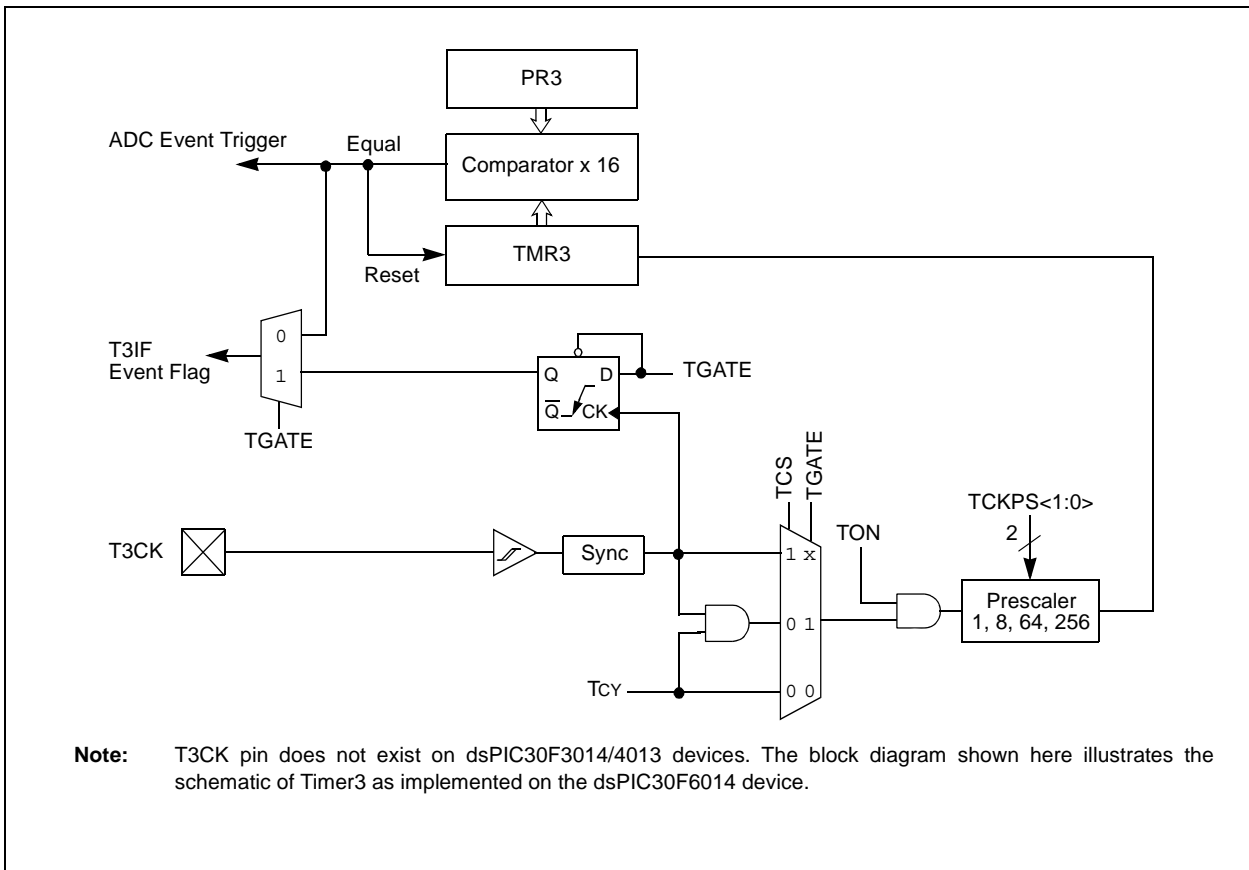 PR3
ADC Event Trigger
Equal
Comparator x 16
TMR3
Reset
0
T3IF
Event Flag
1
TGATE
Q D
Q CK
TGATE
TCS
TGATE
TCKPS<1:0>
2
TON
T3CK
Sync
1 x
Prescaler
1, 8, 64, 256
0 1
TCY
0 0
Note: T3CK pin does not exist on dsPIC30F3014/4013 devices. The block diagram shown here illustrates the
schematic of Timer3 as implemented on the dsPIC30F6014 device.